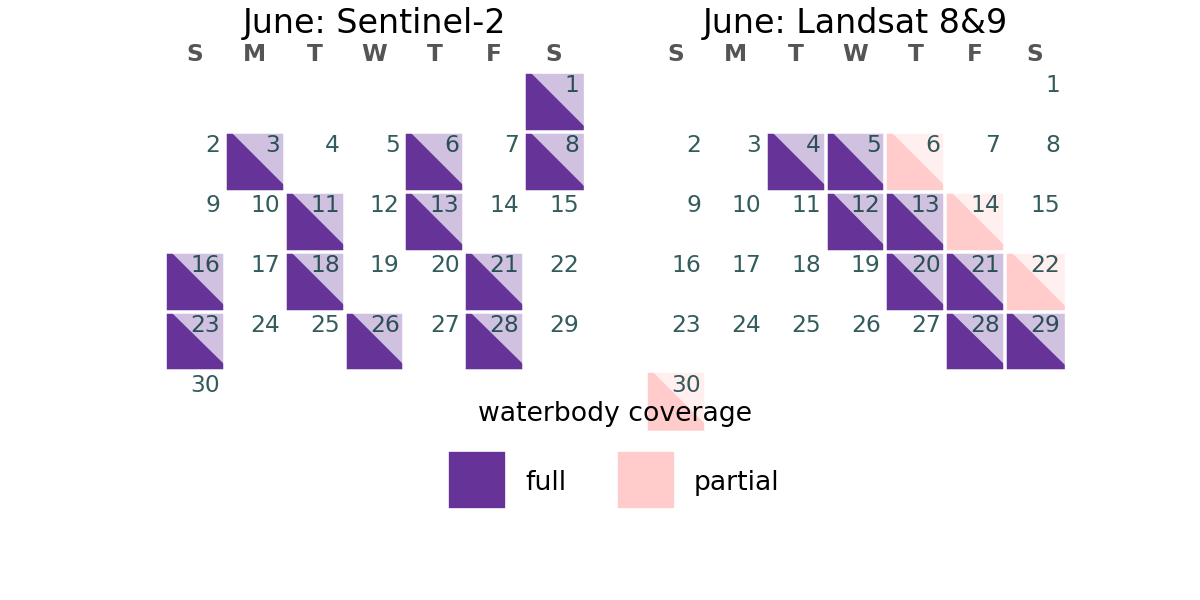 June: Sentinel-2
S M T W T F S
1
2 3 4 5 6 7 8
9 10 11 12 13 14 15
16 17 18 19 20 21 22
23 24 25 26 27 28 29
30
June: Landsat 8&9
S M T W T F S
1
2 3 4 5 6 7 8
9 10 11 12 13 14 15
16 17 18 19 20 21 22
23 24 25 26 27 28 29
30
waterbody coverage
full
partial